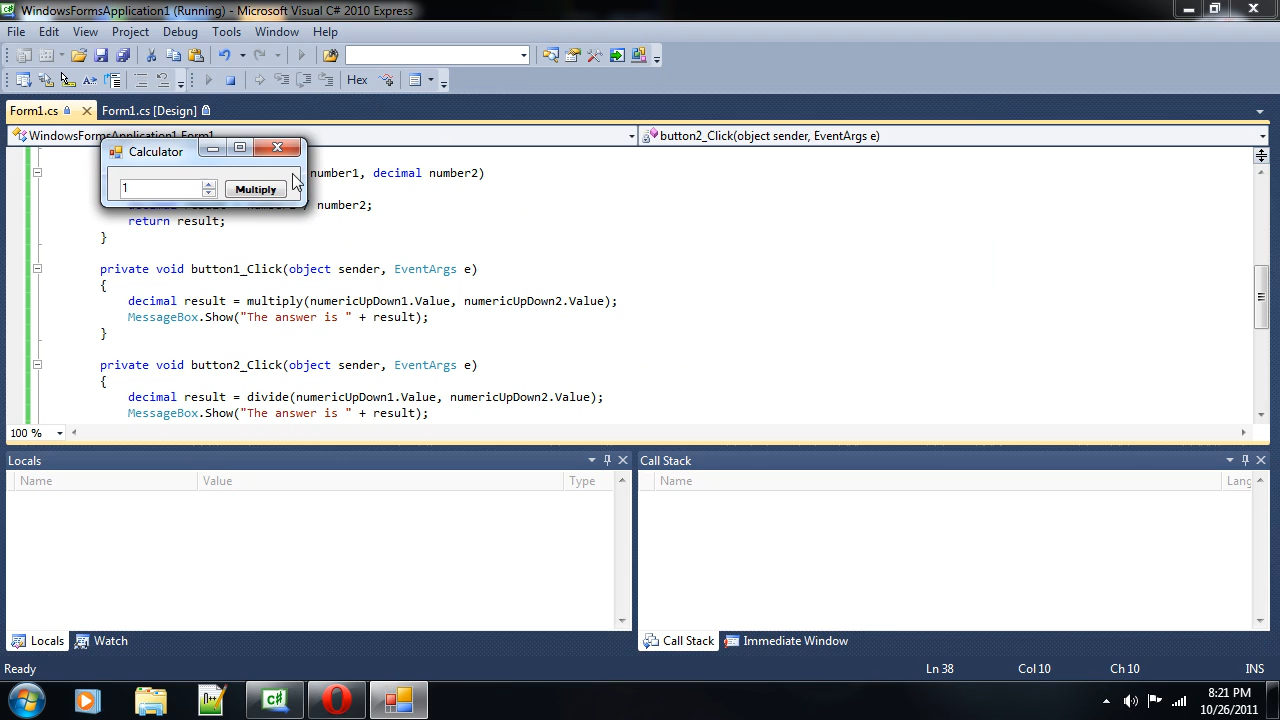 WindowsFormsApplication1 (Running) - Microsoft Visual C# 2010 Express
File Edit View Project Debug Tools Window Help
Hex
Form1.cs Form1.cs [Design]
WindowsFormsApplication1.Form1 button2_Click(object sender, EventArgs e)
Calculator
number1, decimal number2)
1 Multiply
number2;
return result;
}
private void button1_Click(object sender, EventArgs e)
{
decimal result = multiply(numericUpDown1.Value, numericUpDown2.Value);
MessageBox.Show("The answer is " + result);
}
private void button2_Click(object sender, EventArgs e)
{
decimal result = divide(numericUpDown1.Value, numericUpDown2.Value);
MessageBox.Show("The answer is " + result);
100 %
Locals Call Stack
Name Value Type Name Lang
Locals Watch Call Stack Immediate Window
Ready Ln 38 Col 10 Ch 10 INS
8:21 PM
10/26/2011